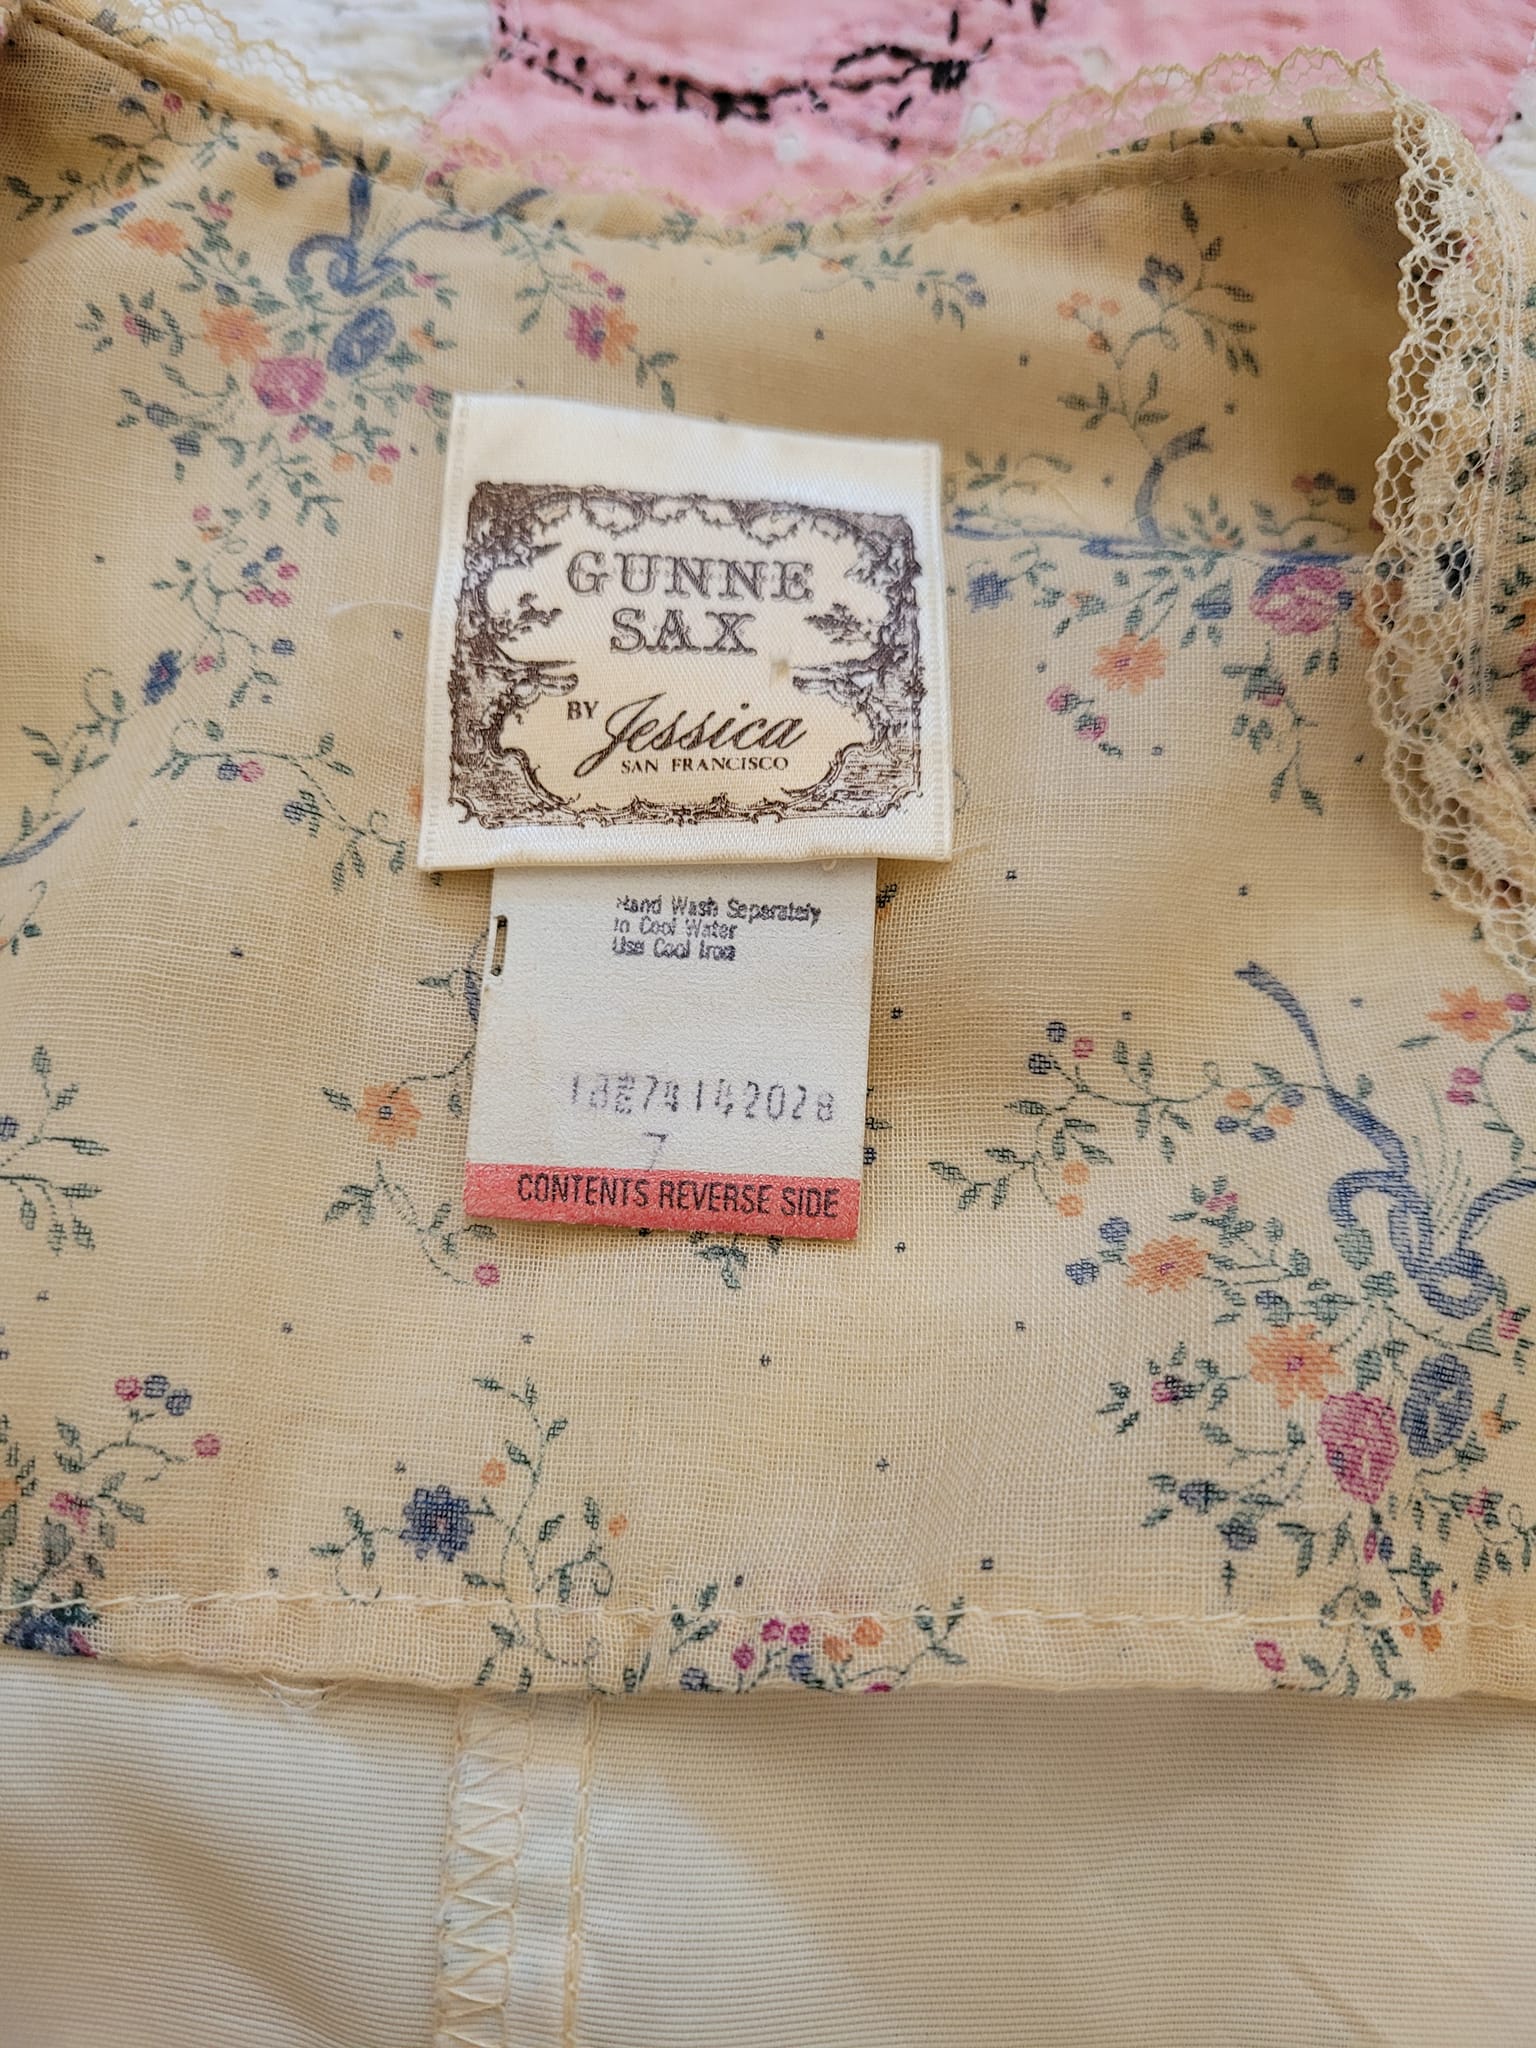 GUNNE
SAX
BY Jessica
SAN FRANCISCO
Hand Wash Separately
In Cool Water
Use Cool Iron
7
CONTENTS REVERSE SIDE